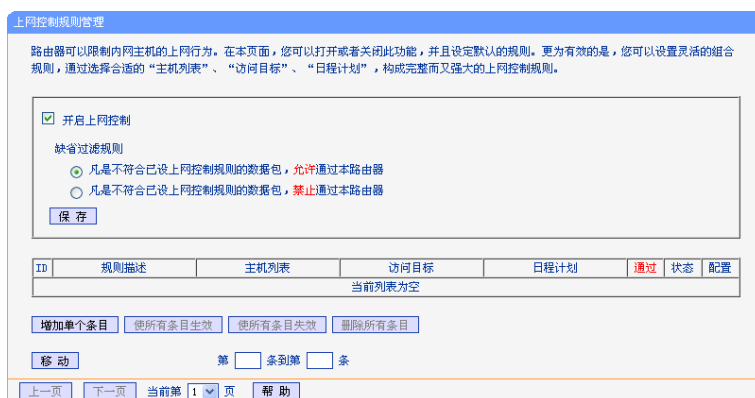 上网控制规则管理
路由器可以限制内网主机的上网行为。在本页面，您可以打开或者关闭此功能，并且设定默认的规则。更为有效的是，您可以设置灵活的组合
规则，通过选择合适的“主机列表”、“访问目标”、“日程计划”，构成完整而又强大的上网控制规则。
开启上网控制
缺省过滤规则
凡是不符合已设上网控制规则的数据包，允许通过本路由器
凡是不符合已设上网控制规则的数据包，禁止通过本路由器
保 存
ID 规则描述 主机列表 访问目标 日程计划 通过 状态 配置
当前列表为空
增加单个条目 使所有条目生效 使所有条目失效 删除所有条目
移 动 第 条到第 条
上一页 下一页 当前第 1 页 帮 助